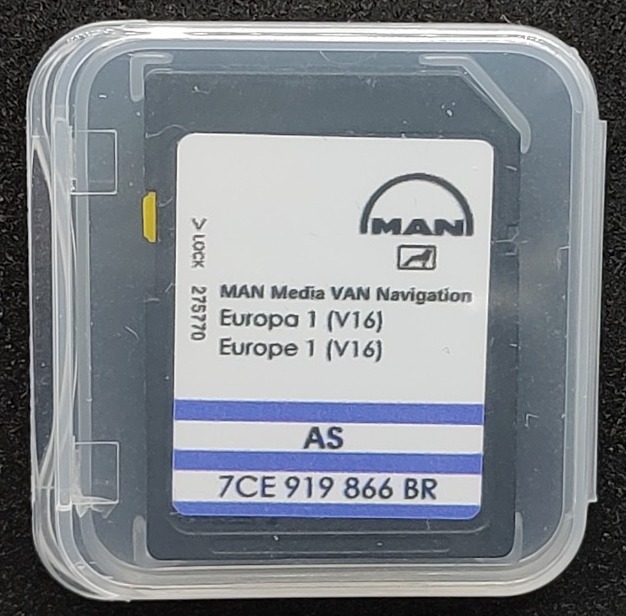 MAN
> LOCK 275770
MAN Media VAN Navigation
Europa 1 (V16)
Europe 1 (V16)
AS
7CE 919 866 BR